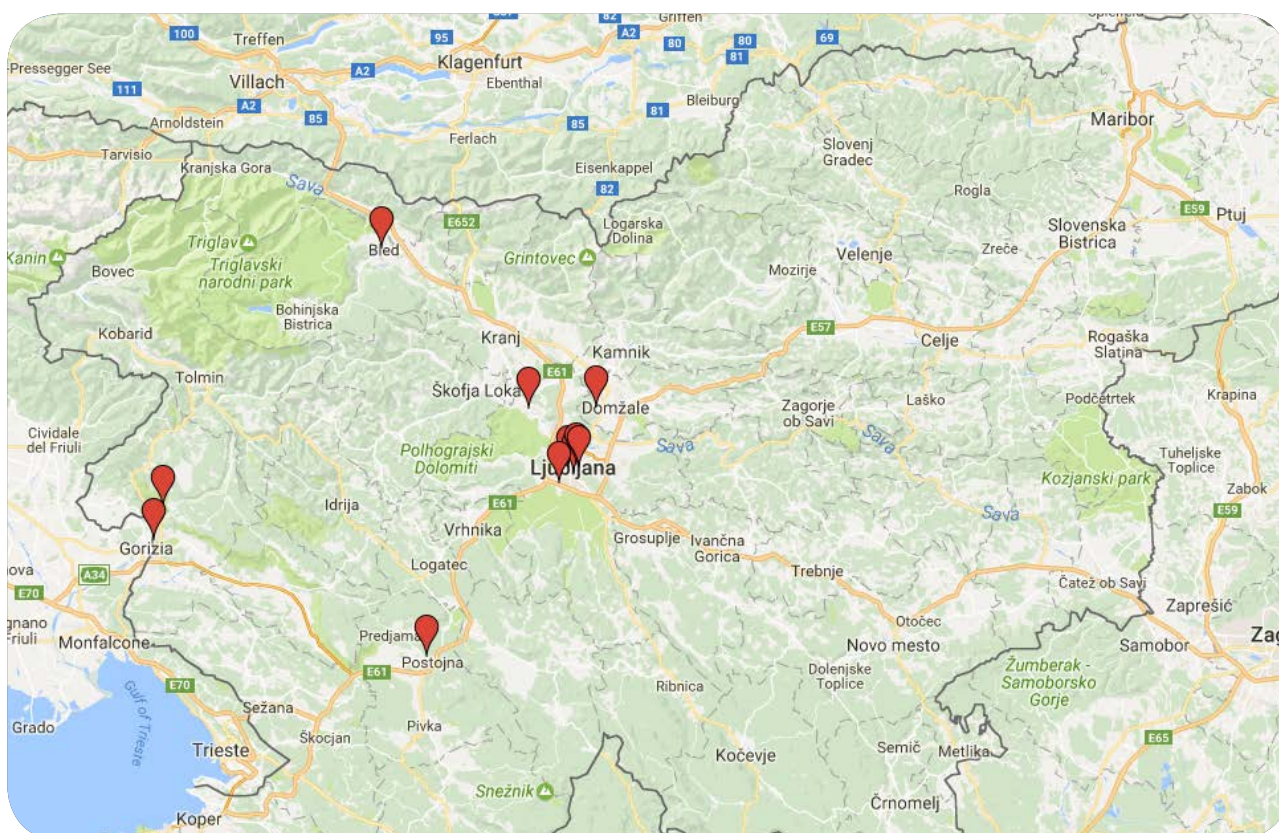 82
Griffen
100
Treffen
95
A2
80
80
69
81
Klagenfurt
Pressegger See
Villach
A2
Ebenthal
111
A2
Bleiburg
81
85
85
Arnoldstein
Ferlach
Maribor
Tarvisio
Slovenj
Gradec
Kranjska Gora
Eisenkappel
Sava
82
Rogla
E652
E59
Ptuj
Logarska
Dolina
Slovenska
Bistrica
Triglav
Bled
Grintovec
Velenje
Zreče
Kanin
Bovec
Triglavski
narodni park
Mozirje
Bohinjska
Bistrica
Kobarid
Kranj
E57
Celje
Rogaška
Slatina
Kamnik
Tolmin
E61
Škofja Loka
Krapina
Domžale
Zagorje
ob Savi
Laško
Podčetrtek
Cividale
del Friuli
Polhograjski
Dolomiti
Sava
Sava
Ljubljana
Tuheljske
Toplice
Kozjanski park
Zabok
Idrija
E61
Sava
E59
Vrhnika
Grosuplje
Ivančna
Gorica
Gorizia
Logatec
Trebnje
A34
Čatež ob Savi
E70
Zaprešić
Otočec
Predjama
Monfalcone
Novo mesto
Samobor
Postojna
E61
Dolenjske
Toplice
Žumberak -
Samoborsko
Gorje
E70
Ribnica
Gulf of Trieste
Sežana
Grado
Pivka
Škocjan
E65
Trieste
Kočevje
Semič
Metlika
Snežnik
Črnomelj
Koper